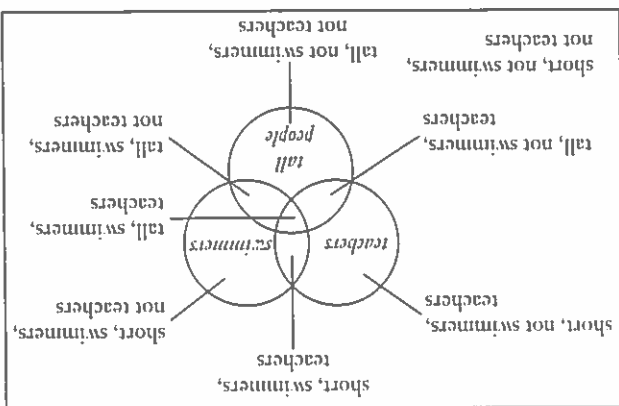 short, swimmers,
teachers
short, not swimmers,
teachers
short, swimmers,
not teachers
teachers
swimmers
tall, swimmers,
teachers
tall
people
tall, not swimmers,
teachers
tall, swimmers,
not teachers
short, not swimmers,
not teachers
tall, not swimmers,
not teachers